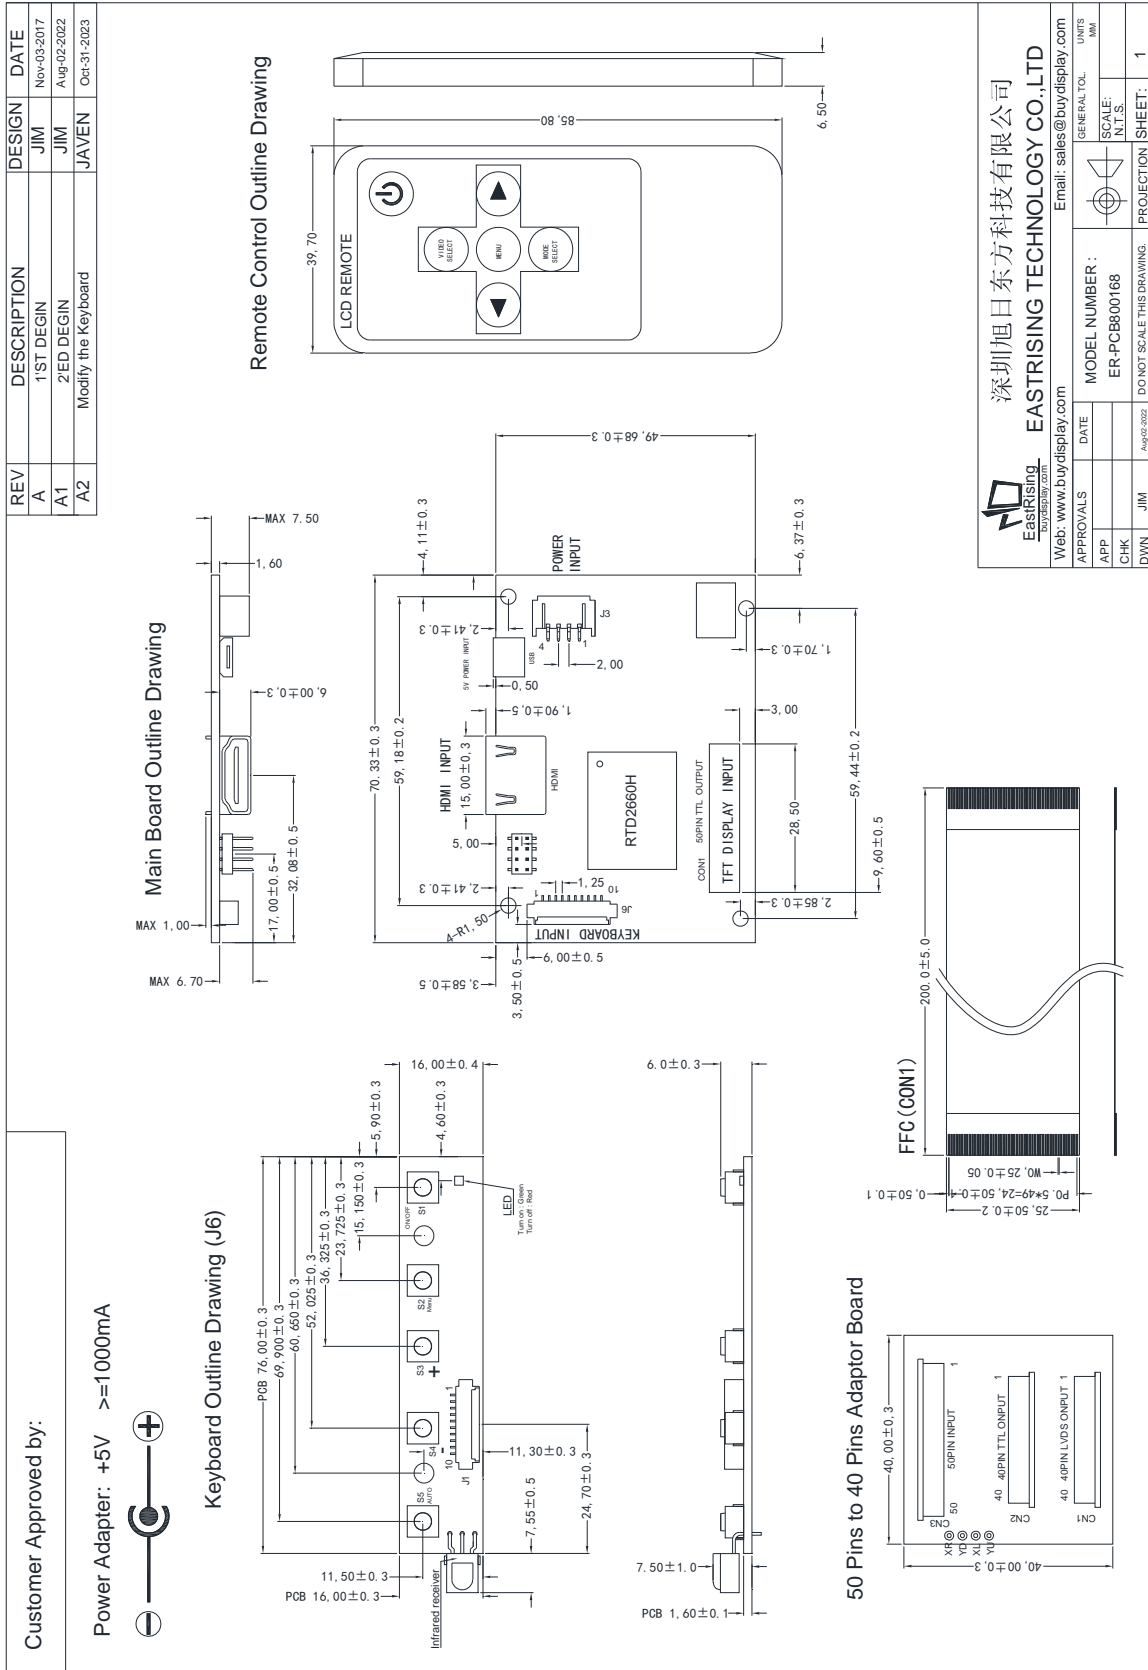 Customer Approved by:
REV DESCRIPTION DESIGN DATE
A 1'ST DEGIN JIM Nov-03-2017
A1 2'ED DEGIN JIM Aug-02-2022
A2 Modify the Keyboard JAVEN Oct-31-2023
Power Adapter: +5V >=1000mA
Keyboard Outline Drawing (J6)
PCB 76,00±0.3
69,900±0.3
60,650±0.3
52,025±0.3
36,325±0.3
23,725±0.3
15,150±0.3
5,90±0.3
16,00±0.4
4,60±0.3
ON/OFF
S1
S2
Menu
S3
+
S4
-
S5
AUTO
LED
Turn on : Green
Turn off : Red
10
1
J1
11,30±0.3
24,70±0.3
7,55±0.5
11,50±0.3
PCB 16,00±0.3
Infrared receiver
6.0±0.3
7.50±1.0
PCB 1,60±0.1
Main Board Outline Drawing
MAX 7.50
1,60
6,00±0,3
MAX 1,00
17,00±0.5
32,08±0.5
MAX 6.70
70,33±0.3
59,18±0.2
4,11±0.3
49,68±0.3
POWER
INPUT
2,41±0.3
5V POWER INPUT
USB
J3
4
1
2,00
0,50
1,90±0.5
HDMI INPUT
15,00±0,3
HDMI
5,00
2,41±0.3
4-R1,50
1,25
1
10
J6
KEYBOARD INPUT
6,00±0.5
3,58±0.5
3,50±0.5
RTD2660H
CON1 50PIN TTL OUTPUT
TFT DISPLAY INPUT
28,50
3,00
1,70±0.3
6,37±0.3
59,44±0.2
9,60±0.5
2,85±0.3
Remote Control Outline Drawing
39,70
85,80
6,50
LCD REMOTE
VIDEO
SELECT
MENU
MODE
SELECT
50 Pins to 40 Pins Adaptor Board
40,00±0,3
40,00±0,3
CN3
50
50PIN INPUT
1
XR
YD
XL
YU
CN2
40 40PIN TTL ONPUT 1
CN1
40 40PIN LVDS ONPUT 1
FFC(CON1)
200.0±5.0
W0,25±0.05
0,50±0.1
25,50±0.2
深圳旭日东方科技有限公司
EASTRISING TECHNOLOGY CO.,LTD
EastRising
buydisplay.com
Web: www.buydisplay.com Email: sales@buydisplay.com
APPROVALS DATE
APP
CHK
DWN JIM Aug-02-2022
MODEL NUMBER :
ER-PCB800168
DO NOT SCALE THIS DRAWING.
GENERAL TOL. UNITS
MM
SCALE:
N.T.S.
PROJECTION SHEET: 1